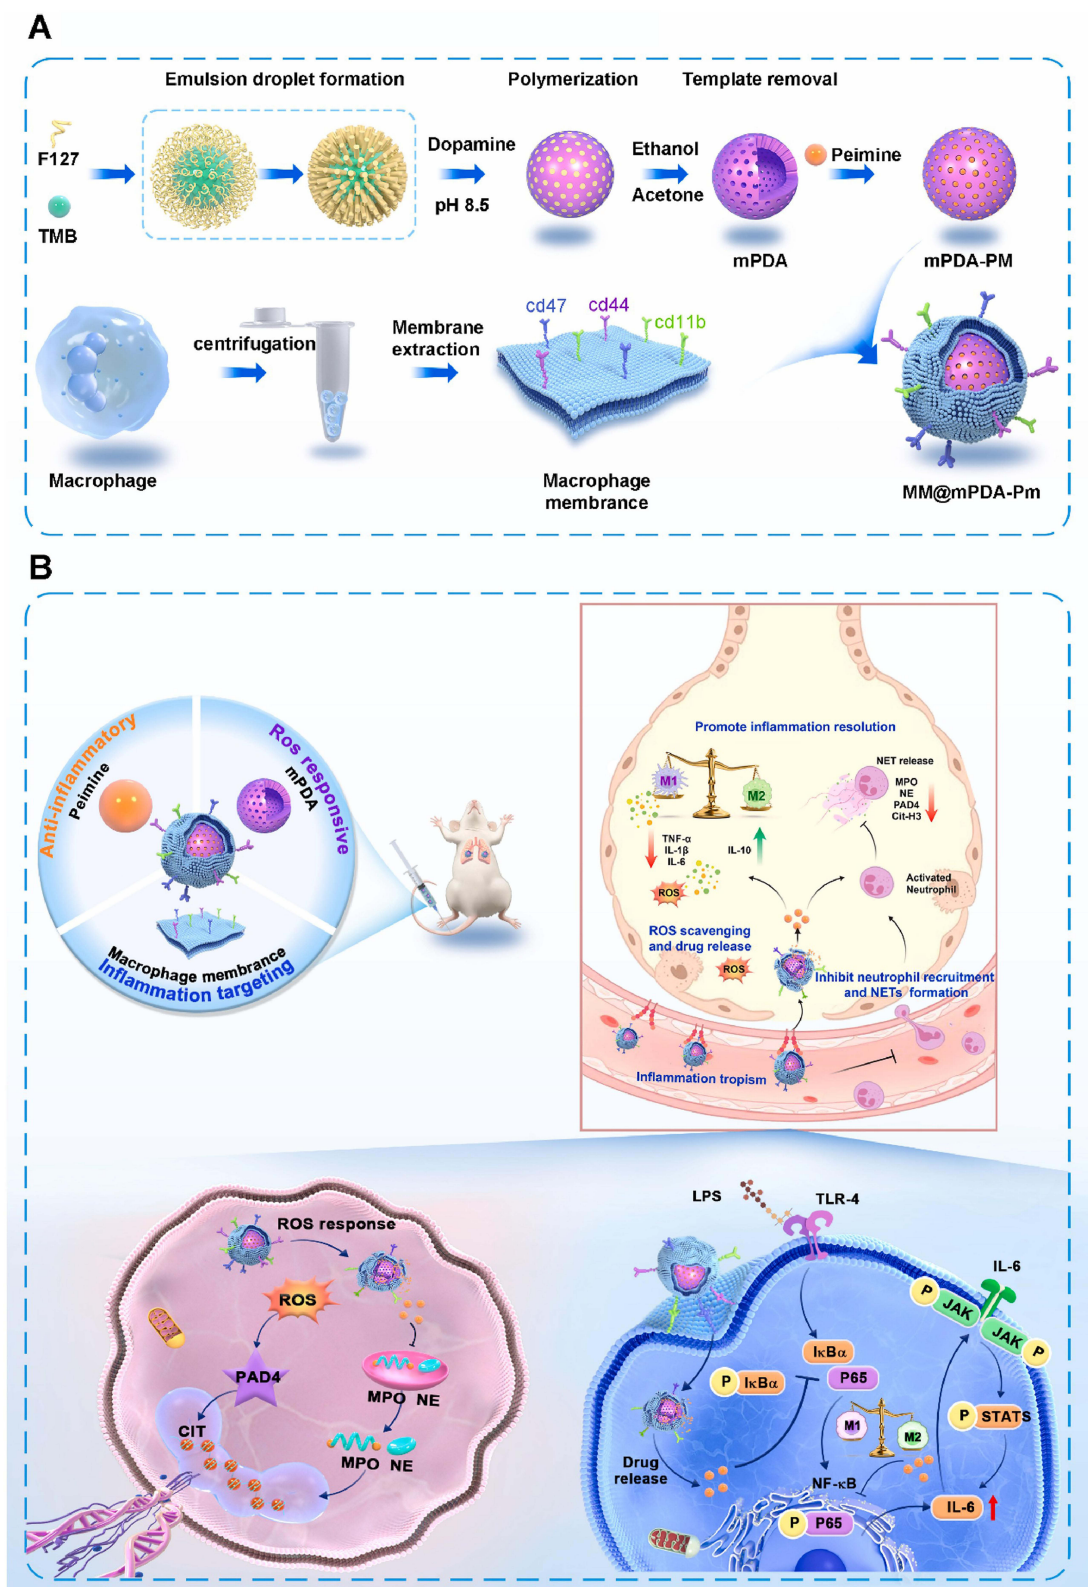 A
Emulsion droplet formation
Polymerization
Template removal
F127
TMB
Dopamine
pH 8.5
Ethanol
Acetone
Peimine
mPDA
mPDA-PM
Macrophage
centrifugation
Membrane
extraction
cd47
cd44
cd11b
Macrophage
membrance
MM@mPDA-Pm
B
Anti-inflammatory
Peimine
Ros responsive
mPDA
Macrophage membrance
Inflammation targeting
Promote inflammation resolution
M1
M2
TNF-α
IL-1β
IL-6
IL-10
ROS
NET release
MPO
NE
PAD4
Cit-H3
Activated
Neutrophil
ROS scavenging
and drug release
ROS
Inhibit neutrophil recruitment
and NETs formation
Inflammation tropism
ROS response
ROS
PAD4
CIT
MPO NE
MPO NE
LPS
TLR-4
IL-6
P
JAK
JAK
P
IκBα
P65
P
IκBα
P
STATS
M1
M2
Drug
release
NF-κB
P
P65
IL-6